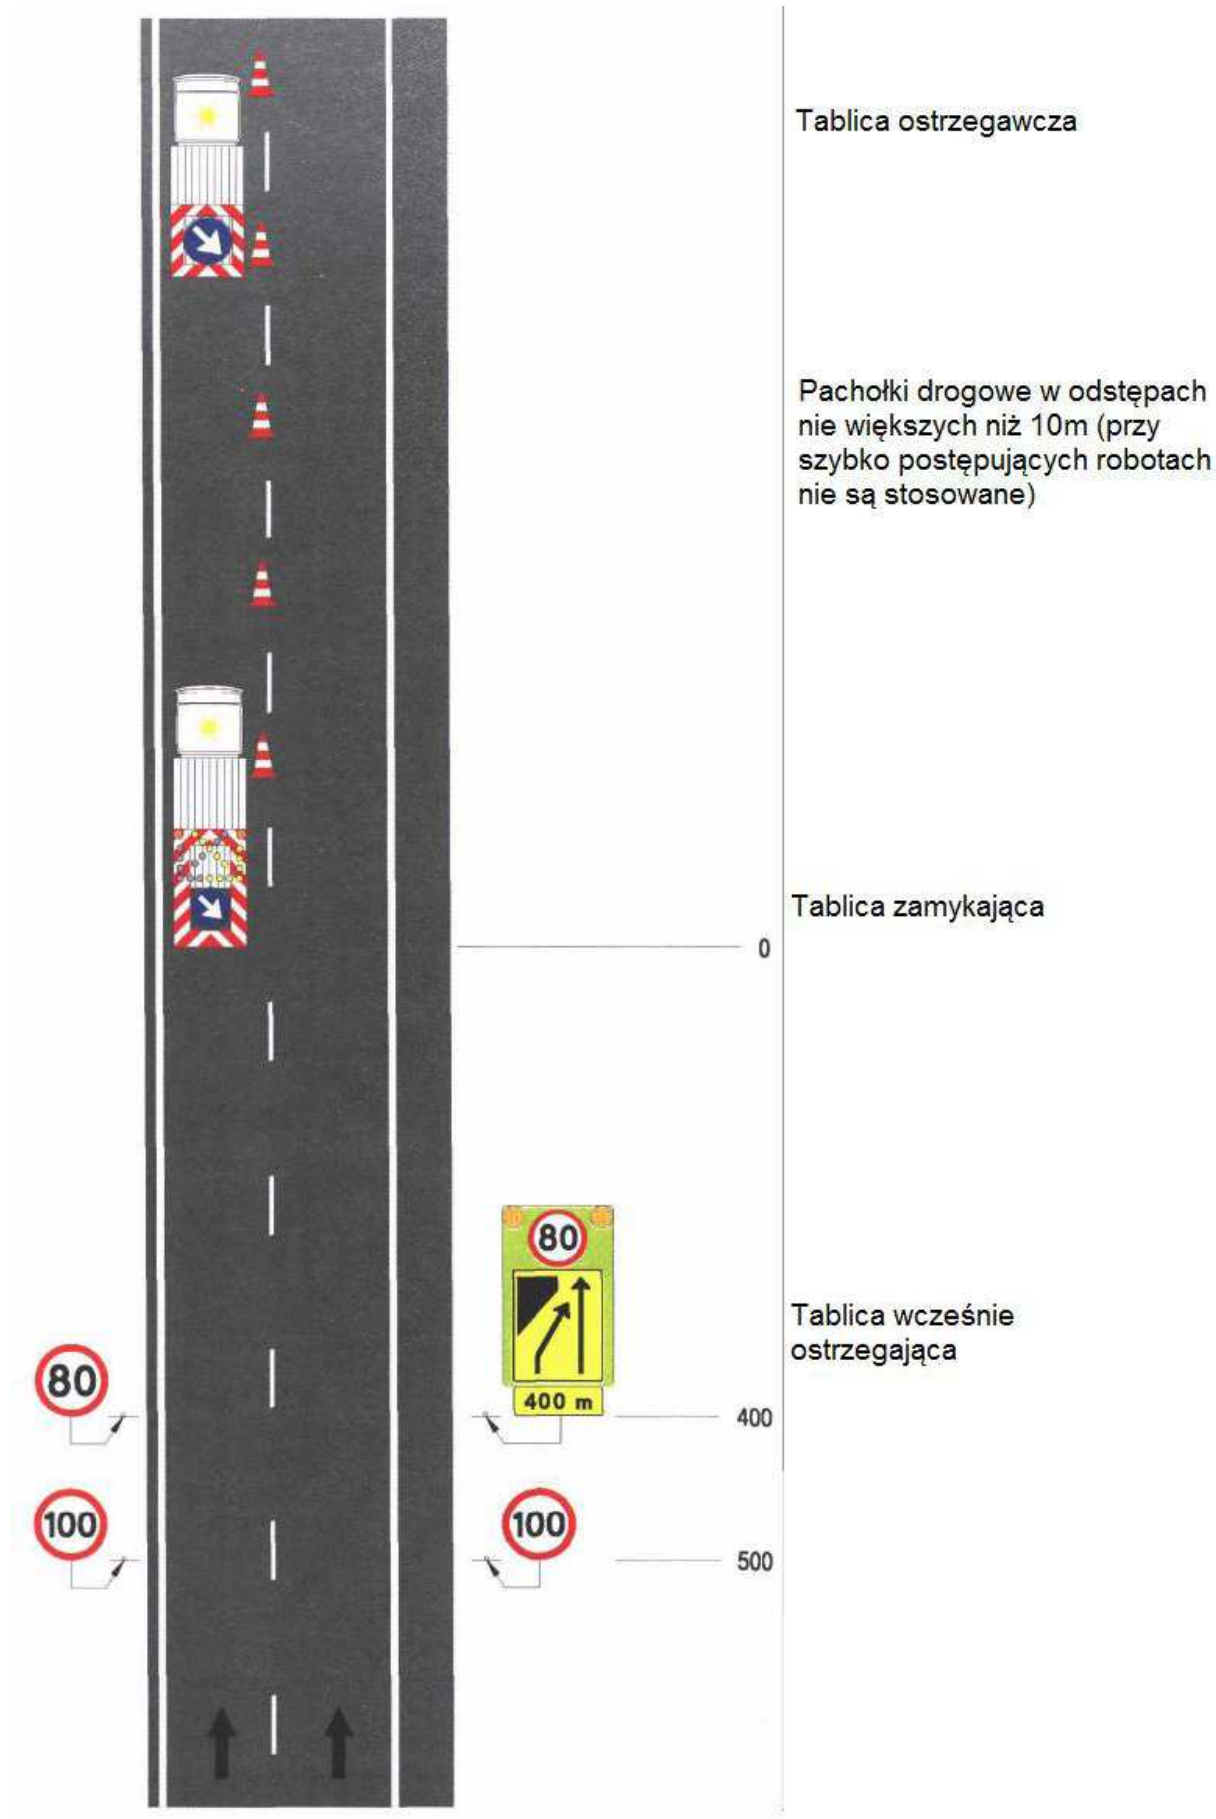 Tablica ostrzegawcza
Pachołki drogowe w odstępach
nie większych niż 10m (przy
szybko postępujących robotach
nie są stosowane)
Tablica zamykająca
0
80
Tablica wcześnie
ostrzegająca
80
400 m
400
100
100
500